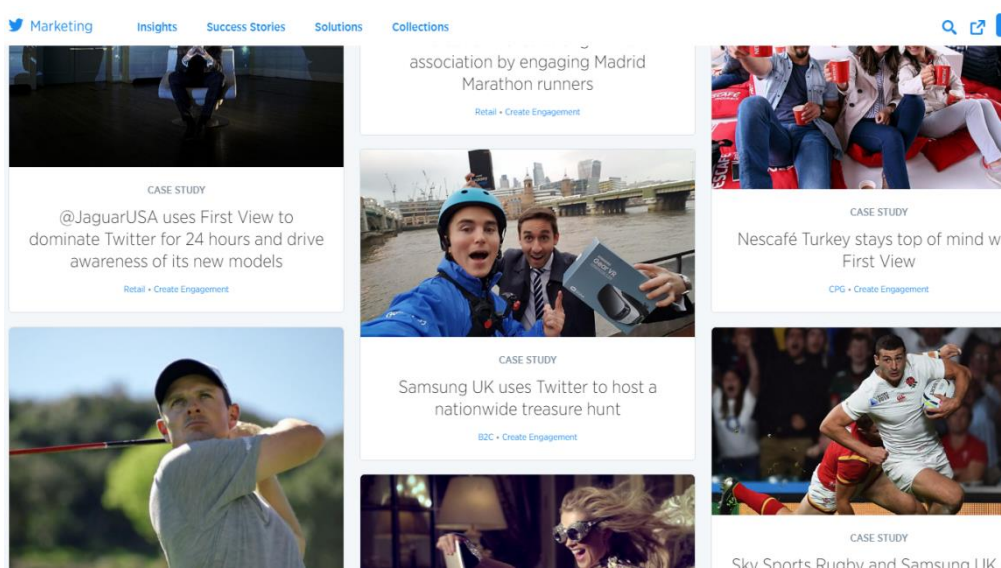 Marketing
Insights
Success Stories
Solutions
Collections
CASE STUDY
@JaguarUSA uses First View to
dominate Twitter for 24 hours and drive
awareness of its new models
Retail • Create Engagement
association by engaging Madrid
Marathon runners
Retail • Create Engagement
Gear VR
CASE STUDY
Samsung UK uses Twitter to host a
nationwide treasure hunt
B2C • Create Engagement
CASE STUDY
Nescafé Turkey stays top of mind w
First View
CPG • Create Engagement
CASE STUDY
Sky Sports Rugby and Samsung UK